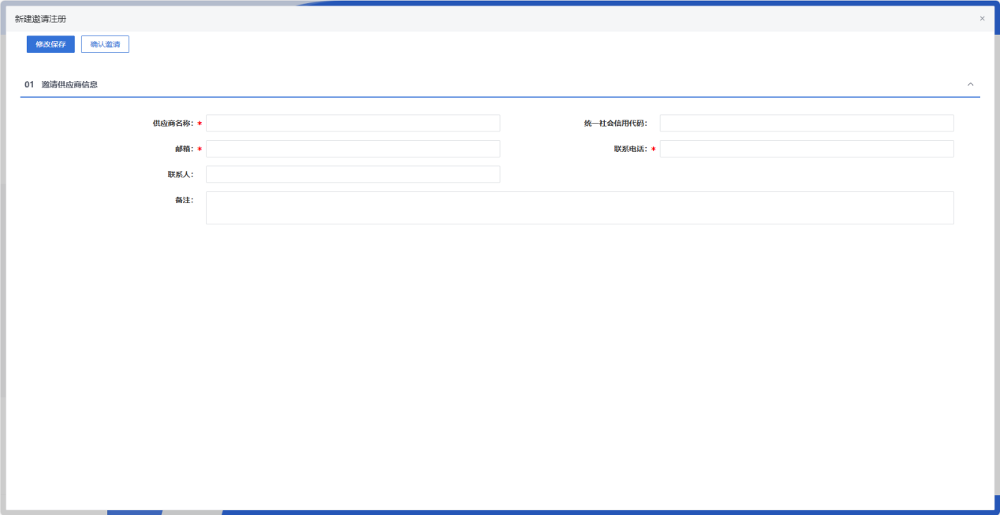 新建邀请注册 ×
修改保存 确认邀请
01 邀请供应商信息
供应商名称：* 统一社会信用代码：
邮箱：* 联系电话：*
联系人：
备注：